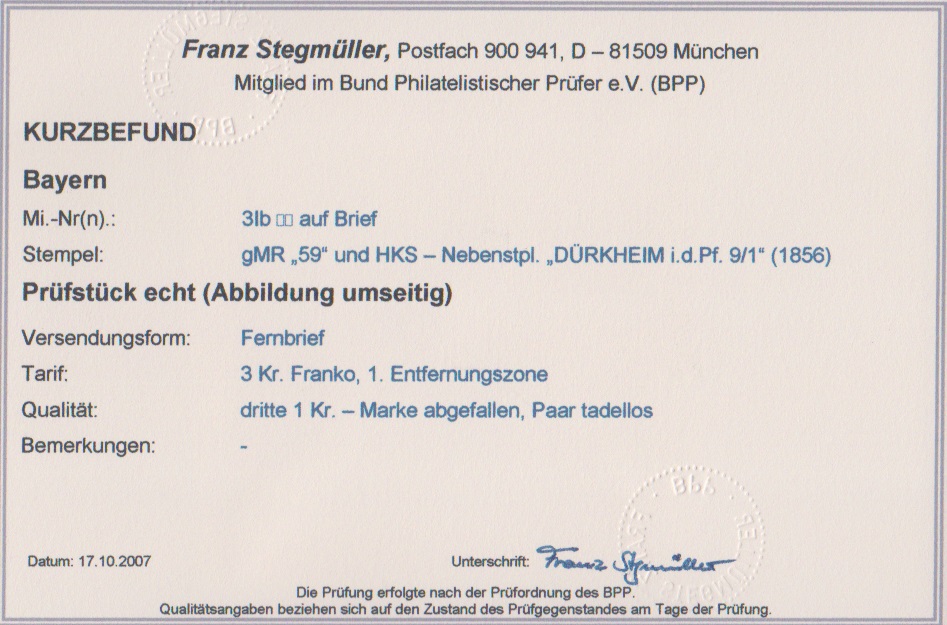 Franz Stegmüller, Postfach 900 941, D – 81509 München
Mitglied im Bund Philatelistischer Prüfer e.V. (BPP)
KURZBEFUND
Bayern
Mi.-Nr(n).: 3Ib □□ auf Brief
Stempel: gMR „59“ und HKS – Nebenstpl. „DÜRKHEIM i.d.Pf. 9/1“ (1856)
Prüfstück echt (Abbildung umseitig)
Versendungsform: Fernbrief
Tarif: 3 Kr. Franko, 1. Entfernungszone
Qualität: dritte 1 Kr. – Marke abgefallen, Paar tadellos
Bemerkungen: -
BPP
Datum: 17.10.2007 Unterschrift: Franz Stegmüller
Die Prüfung erfolgte nach der Prüfordnung des BPP.
Qualitätsangaben beziehen sich auf den Zustand des Prüfgegenstandes am Tage der Prüfung.